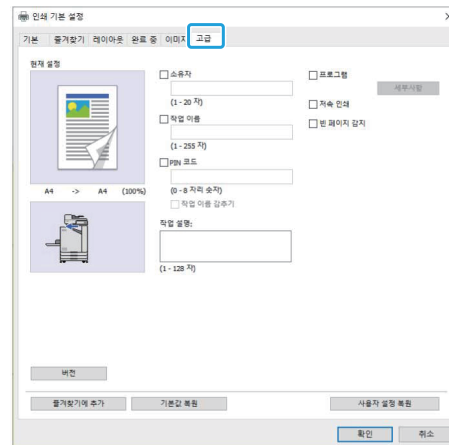 인쇄 기본 설정
기본 즐겨찾기 레이아웃 완료 중 이미지 고급
현재 설정
A4 -> A4 (100%)
소유자
(1 - 20 자)
작업 이름
(1 - 255 자)
PIN 코드
(0 - 8 자리 숫자)
작업 이름 감추기
작업 설명:
(1 - 128 자)
프로그램
세부사항
저속 인쇄
빈 페이지 감지
버전
즐겨찾기에 추가 기본값 복원 사용자 설정 복원
확인 취소